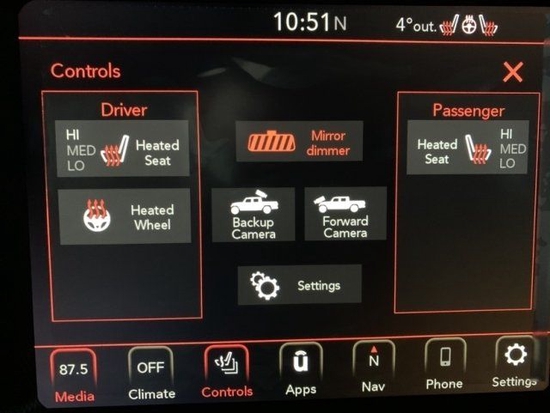 10:51 N 4° out.
Controls
Driver
HI
MED
LO
Heated
Seat
Heated
Wheel
Mirror
dimmer
Backup
Camera
Forward
Camera
Settings
Passenger
Heated
Seat
HI
MED
LO
87.5
Media
OFF
Climate
Controls
Apps
N
Nav
Phone
Settings